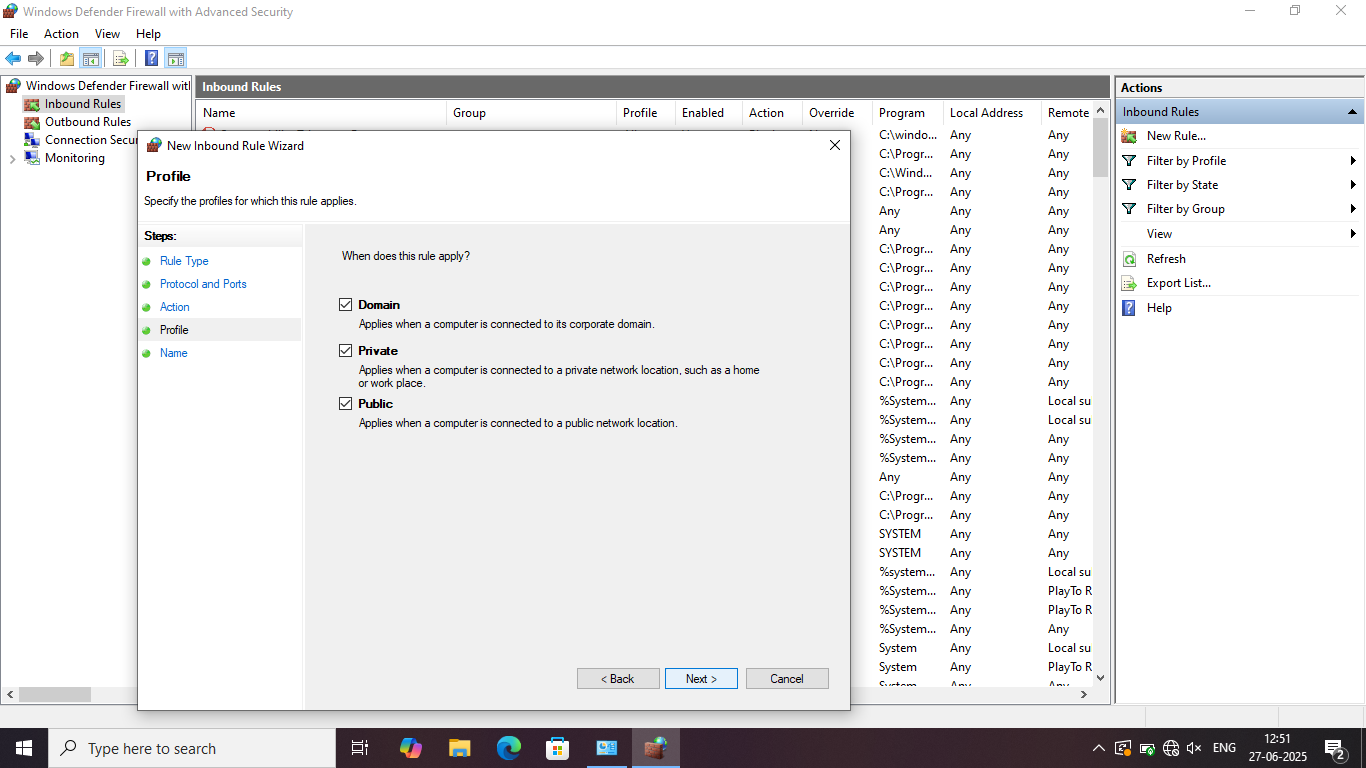 Windows Defender Firewall with Advanced Security
File Action View Help
Windows Defender Firewall wit
Inbound Rules
Outbound Rules
Connection Secu
Monitoring
Inbound Rules
Name Group Profile Enabled Action Override Program Local Address Remote
C:\windo... Any Any
C:\Progr... Any Any
C:\Wind... Any Any
C:\Progr... Any Any
Any Any Any
Any Any Any
C:\Progr... Any Any
C:\Progr... Any Any
C:\Progr... Any Any
C:\Progr... Any Any
C:\Progr... Any Any
C:\Progr... Any Any
C:\Progr... Any Any
C:\Progr... Any Any
%System... Any Local su
%System... Any Local su
%System... Any Any
%System... Any Any
Any Any Any
C:\Progr... Any Any
C:\Progr... Any Any
SYSTEM Any Any
SYSTEM Any Any
%system... Any Local su
%System... Any PlayTo R
%System... Any PlayTo R
%System... Any Any
System Any Local su
System Any PlayTo R
System Any Any
New Inbound Rule Wizard
Profile
Specify the profiles for which this rule applies.
Steps:
Rule Type
Protocol and Ports
Action
Profile
Name
When does this rule apply?
Domain
Applies when a computer is connected to its corporate domain.
Private
Applies when a computer is connected to a private network location, such as a home
or work place.
Public
Applies when a computer is connected to a public network location.
< Back Next > Cancel
Actions
Inbound Rules
New Rule...
Filter by Profile
Filter by State
Filter by Group
View
Refresh
Export List...
Help
Type here to search
ENG
12:51
27-06-2025
2